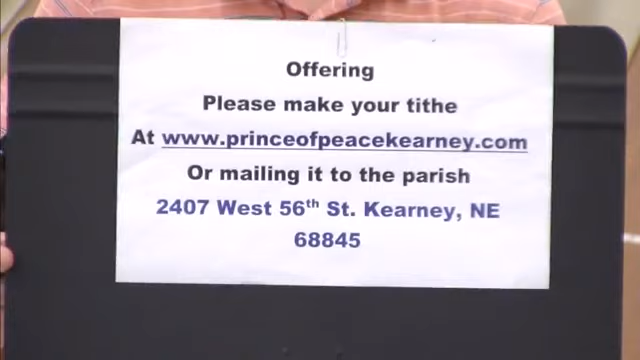 Offering
Please make your tithe
At www.princeofpeacekearney.com
Or mailing it to the parish
2407 West 56th St. Kearney, NE
68845